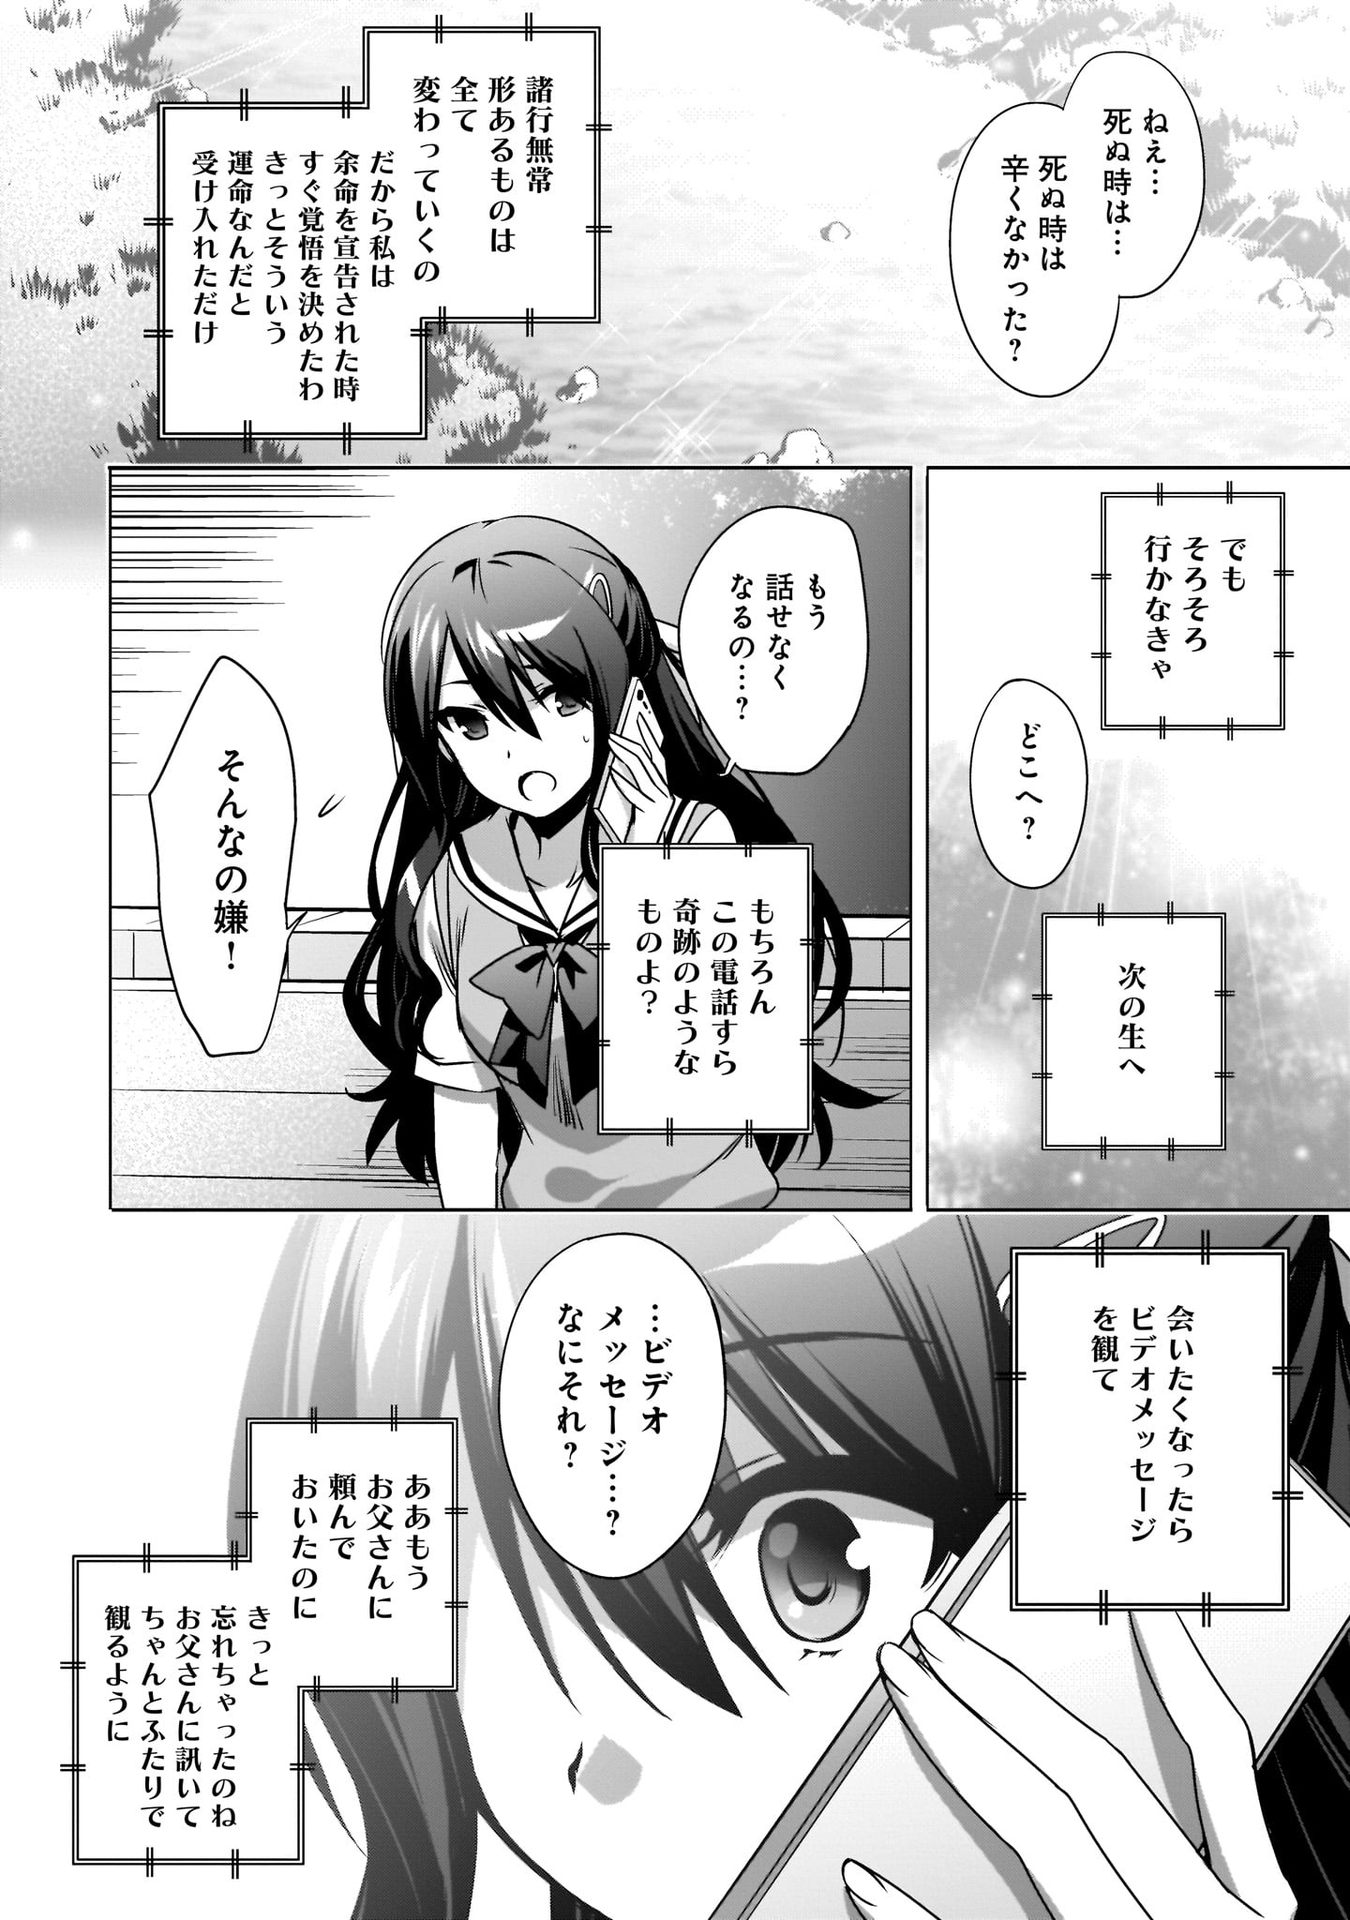 ねえ…
死ぬ時は…
死ぬ時は
辛くなかった?
諸行無常
形あるものは
全て
変わっていくの
だから私は
余命を宣告された時
すぐ覚悟を決めたわ
きっとそういう
運命なんだと
受け入れただけ
でも
そろそろ
行かなきゃ
どこへ?
次の生へ
もう
話せなく
なるの…?
もちろん
この電話すら
奇跡のような
ものよ?
そんなの嫌!
会いたくなったら
ビデオメッセージ
を観て
…ビデオ
メッセージ…?
なにそれ?
ああもう
お父さんに
頼んで
おいたのに
きっと
忘れちゃったのね
お父さんに訊いて
ちゃんとふたりで
観るように